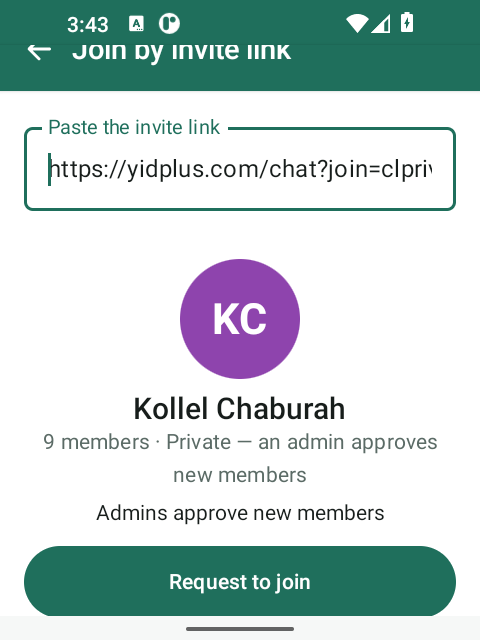 3:43
Join by invite link
Paste the invite link
https://yidplus.com/chat?join=clpriv
KC
Kollel Chaburah
9 members · Private — an admin approves
new members
Admins approve new members
Request to join